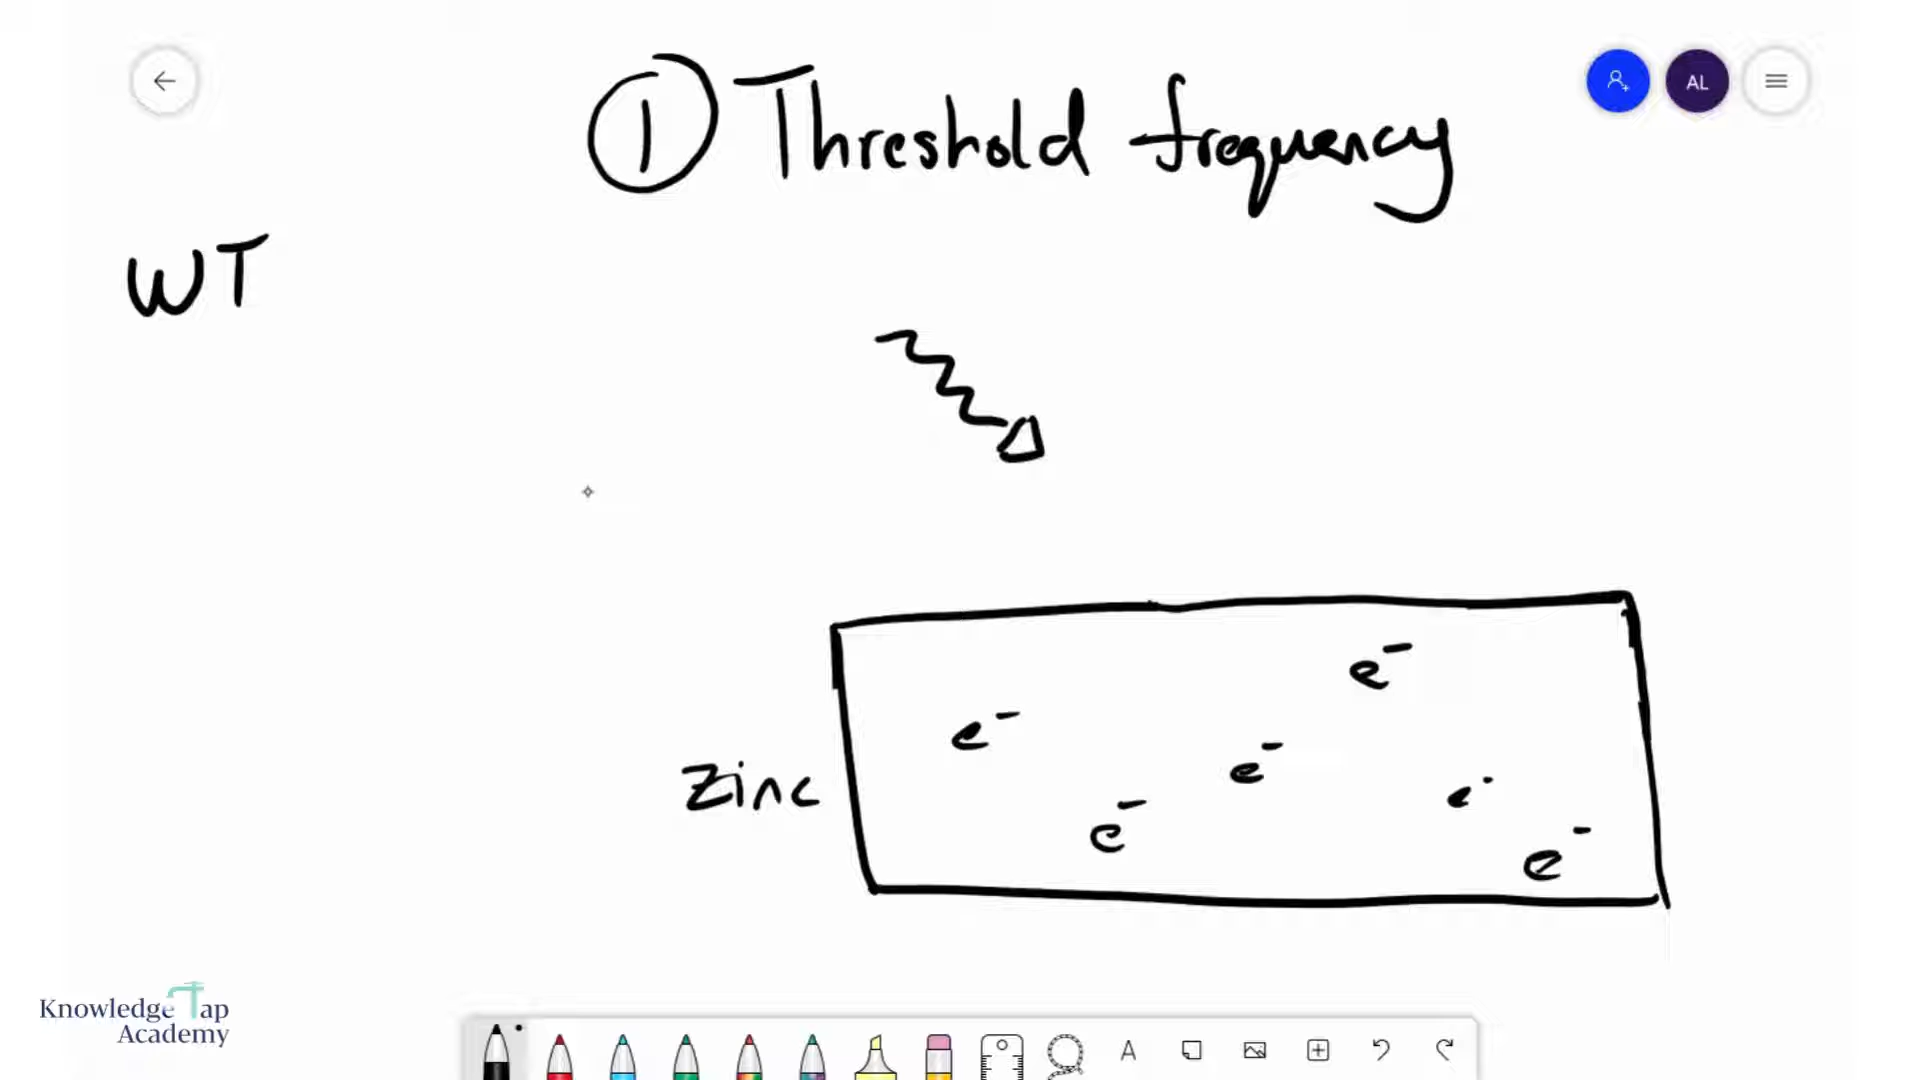 ① Threshold frequency
AL
WT
e⁻
e⁻
e⁻
Zinc
e⁻
e⁻
e⁻
Knowledge Tap
Academy
A